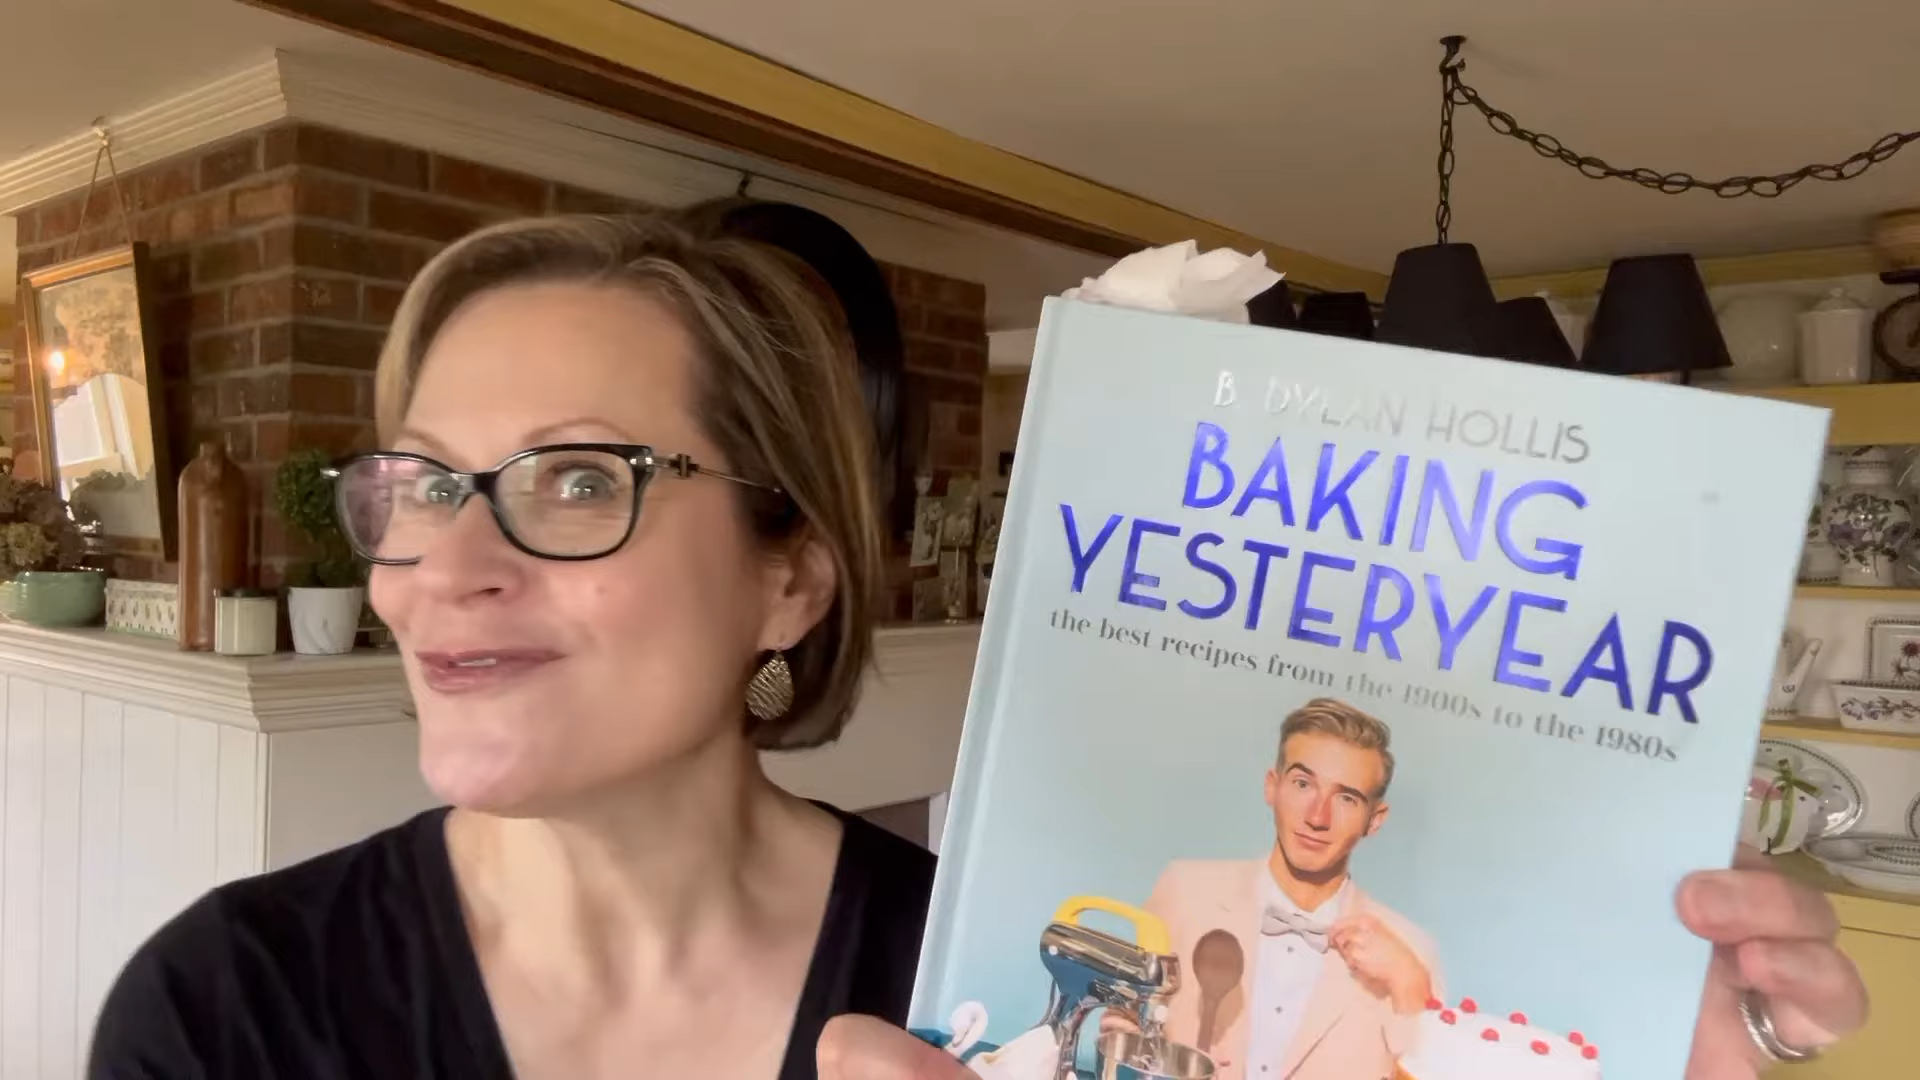 B. DYLAN HOLLIS
BAKING
YESTERYEAR
the best recipes from the 1900s to the 1980s